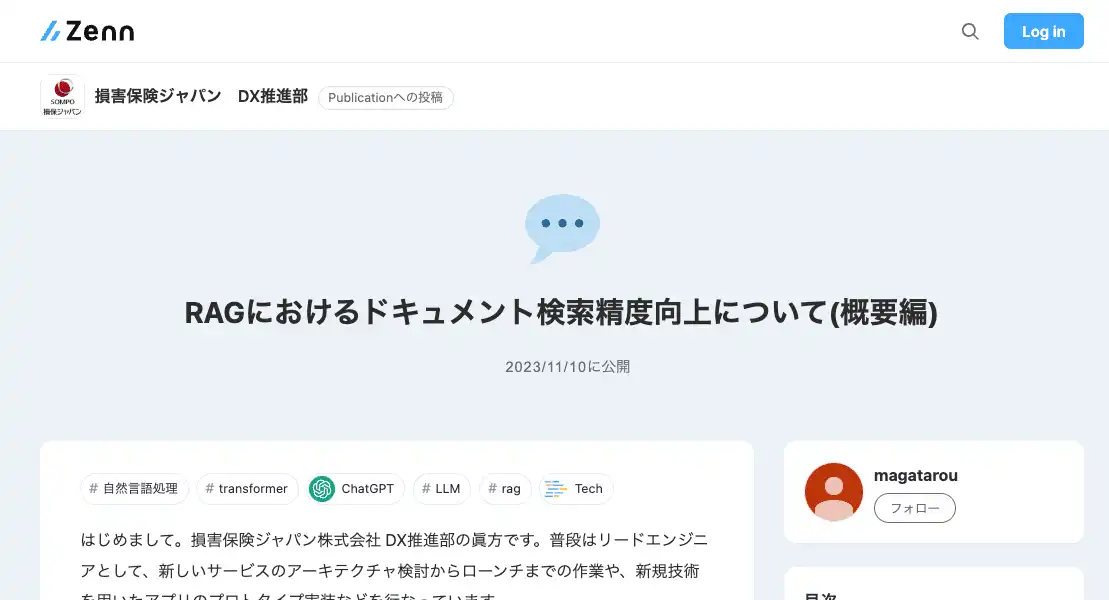 Zenn
Log in
SOMPO
損保ジャパン
損害保険ジャパン　DX推進部
Publicationへの投稿
RAGにおけるドキュメント検索精度向上について(概要編)
2023/11/10に公開
# 自然言語処理
# transformer
ChatGPT
# LLM
# rag
Tech
magatarou
フォロー
はじめまして。損害保険ジャパン株式会社 DX推進部の眞方です。普段はリードエンジニ
アとして、新しいサービスのアーキテクチャ検討からローンチまでの作業や、新規技術
を用いたアプリのプロトタイプ実装などを行なっています。
目次